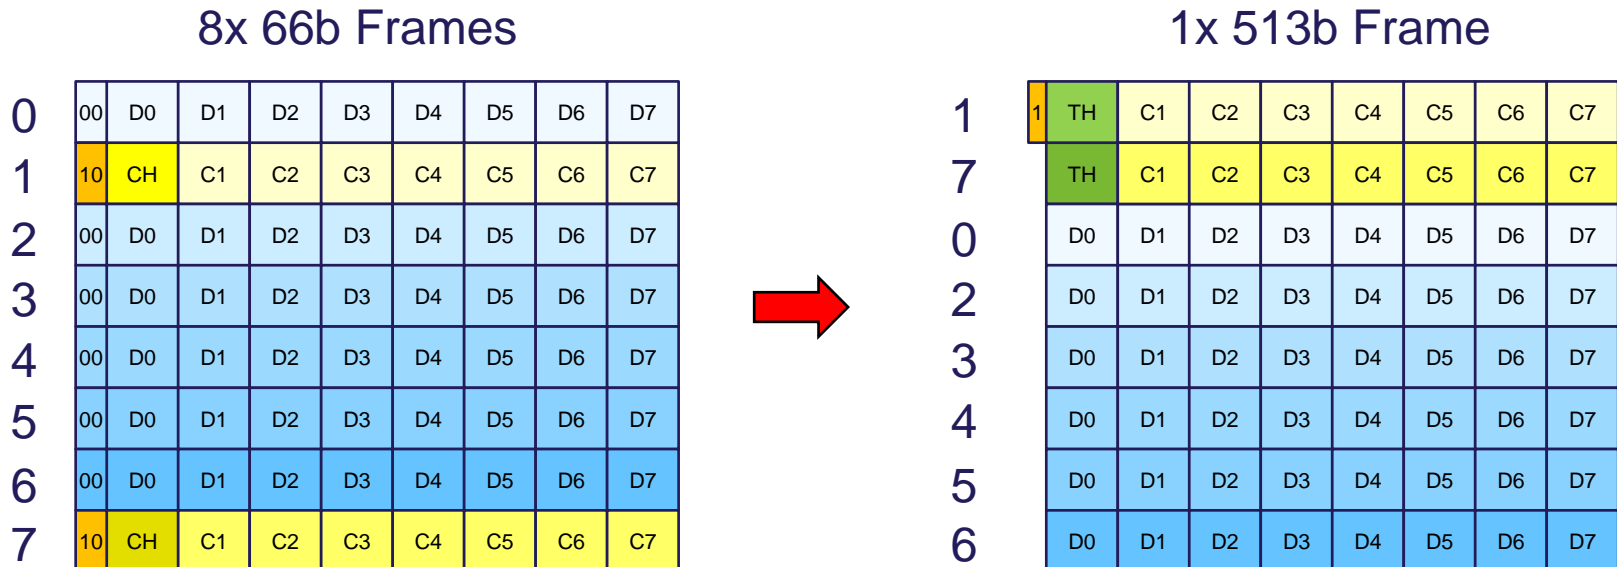 8x 66b Frames
1x 513b Frame
0 00 D0 D1 D2 D3 D4 D5 D6 D7
1 10 CH C1 C2 C3 C4 C5 C6 C7
2 00 D0 D1 D2 D3 D4 D5 D6 D7
3 00 D0 D1 D2 D3 D4 D5 D6 D7
4 00 D0 D1 D2 D3 D4 D5 D6 D7
5 00 D0 D1 D2 D3 D4 D5 D6 D7
6 00 D0 D1 D2 D3 D4 D5 D6 D7
7 10 CH C1 C2 C3 C4 C5 C6 C7
1 1 TH C1 C2 C3 C4 C5 C6 C7
7 TH C1 C2 C3 C4 C5 C6 C7
0 D0 D1 D2 D3 D4 D5 D6 D7
2 D0 D1 D2 D3 D4 D5 D6 D7
3 D0 D1 D2 D3 D4 D5 D6 D7
4 D0 D1 D2 D3 D4 D5 D6 D7
5 D0 D1 D2 D3 D4 D5 D6 D7
6 D0 D1 D2 D3 D4 D5 D6 D7